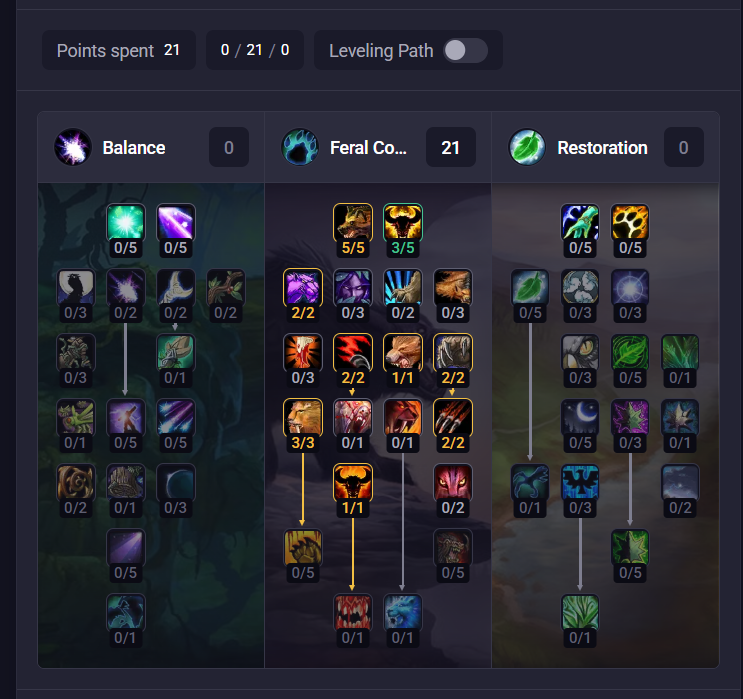 Points spent 21 0 / 21 / 0 Leveling Path
Balance 0 Feral Co... 21 Restoration 0
0/5 0/5 5/5 3/5 0/5 0/5
0/3 0/2 0/2 0/2 2/2 0/3 0/2 0/3 0/5 0/3 0/3
0/3 0/1 0/3 2/2 1/1 2/2 0/3 0/5 0/1
0/1 0/5 0/5 3/3 0/1 0/1 2/2 0/5 0/3 0/1
0/2 0/1 0/3 1/1 0/2 0/1 0/3 0/2
0/5 0/5 0/5 0/5
0/1 0/1 0/1 0/1